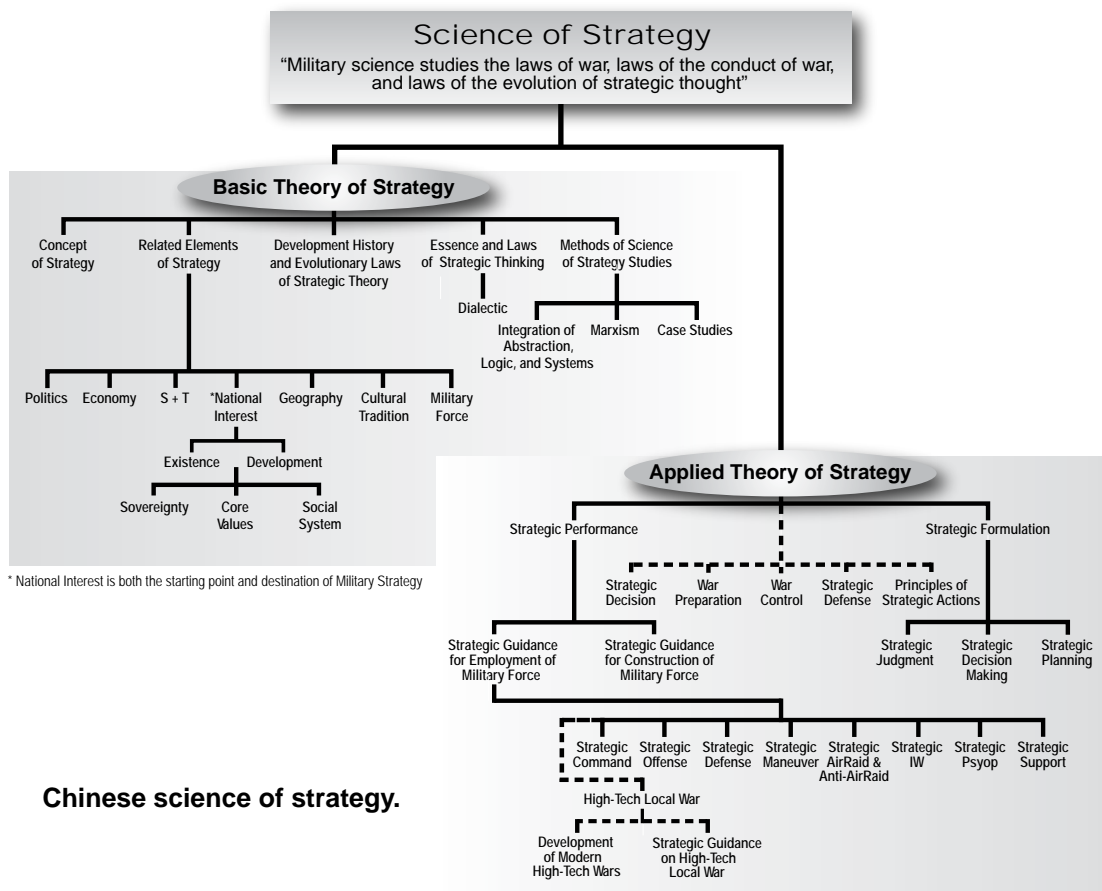 Science of Strategy
“Military science studies the laws of war, laws of the conduct of war,
and laws of the evolution of strategic thought”
Basic Theory of Strategy
Concept
of Strategy
Related Elements
of Strategy
Development History
and Evolutionary Laws
of Strategic Theory
Essence and Laws
of Strategic Thinking
Methods of Science
of Strategy Studies
Dialectic
Integration of
Abstraction,
Logic, and Systems
Marxism
Case Studies
Politics
Economy
S + T
*National
Interest
Geography
Cultural
Tradition
Military
Force
Existence
Development
Sovereignty
Core
Values
Social
System
* National Interest is both the starting point and destination of Military Strategy
Applied Theory of Strategy
Strategic Performance
Strategic Formulation
Strategic
Decision
War
Preparation
War
Control
Strategic
Defense
Principles of
Strategic Actions
Strategic Guidance
for Employment of
Military Force
Strategic Guidance
for Construction of
Military Force
Strategic
Judgment
Strategic
Decision
Making
Strategic
Planning
Strategic
Command
Strategic
Offense
Strategic
Defense
Strategic
Maneuver
Strategic
AirRaid &
Anti-AirRaid
Strategic
IW
Strategic
Psyop
Strategic
Support
High-Tech Local War
Development
of Modern
High-Tech Wars
Strategic Guidance
on High-Tech
Local War
Chinese science of strategy.